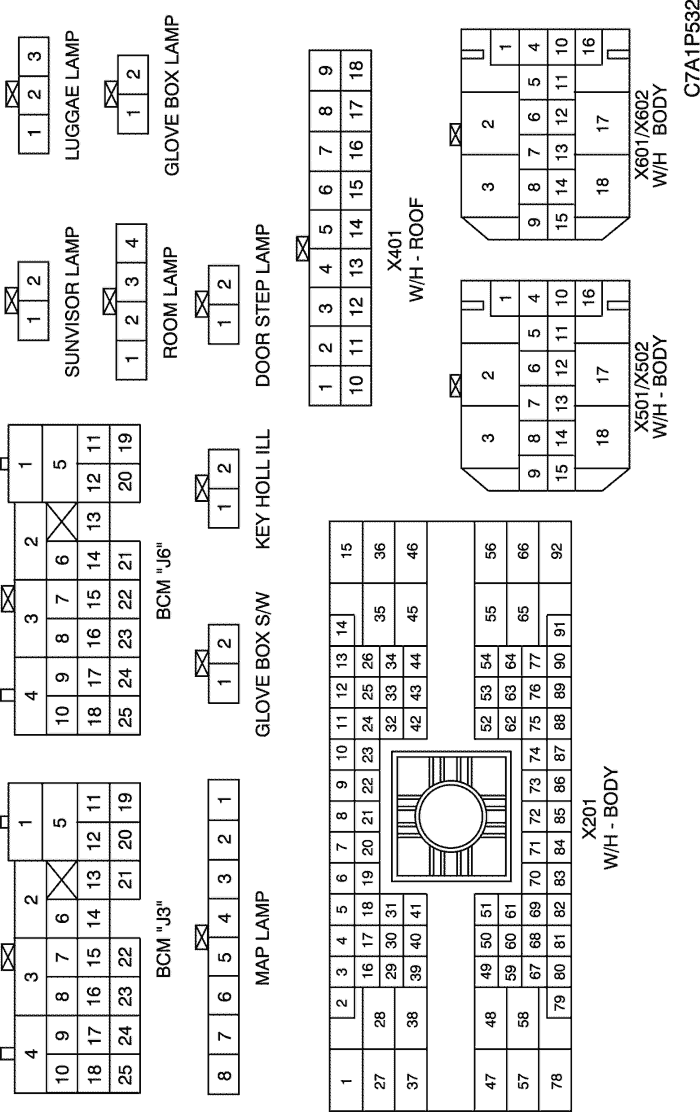 4 3 2 1
10 9 8 7 6 5
18 17 16 15 14 13 12 11
25 24 23 22 21 20 19
BCM "J3"
4 3 2 1
10 9 8 7 6 5
18 17 16 15 14 13 12 11
25 24 23 22 21 20 19
BCM "J6"
1 2
SUNVISOR LAMP
1 2 3
LUGGAE LAMP
1 2 3 4
ROOM LAMP
1 2
GLOVE BOX LAMP
8 7 6 5 4 3 2 1
MAP LAMP
1 2
GLOVE BOX S/W
1 2
KEY HOLL ILL
1 2
DOOR STEP LAMP
1 2 3 4 5 6 7 8 9
10 11 12 13 14 15 16 17 18
X401
W/H - ROOF
1 2 3 4 5 6 7 8 9 10 11 12 13 14 15
27 28 16 17 18 19 20 21 22 23 24 25 26 35 36
29 30 31 32 33 34
37 38 39 40 41 42 43 44 45 46
47 48 49 50 51 52 53 54 55 56
57 58 59 60 61 62 63 64 65 66
67 68 69 70 71 72 73 74 75 76 77
78 79 80 81 82 83 84 85 86 87 88 89 90 91 92
X201
W/H - BODY
3 2 1
9 8 7 6 5 4
15 14 13 12 11 10
18 17 16
X501/X502
W/H - BODY
3 2 1
9 8 7 6 5 4
15 14 13 12 11 10
18 17 16
X601/X602
W/H - BODY
C7A1P532